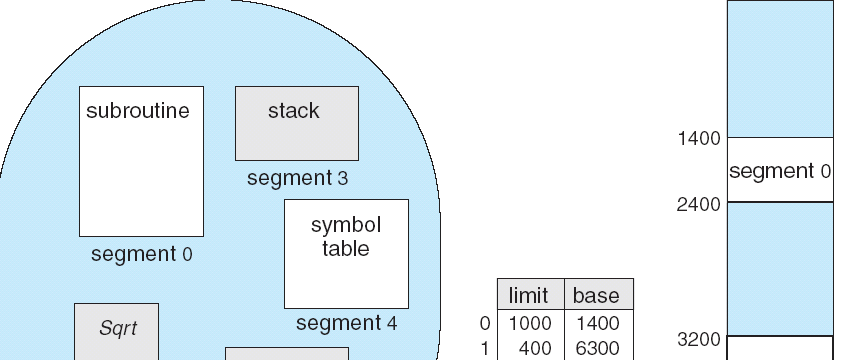 subroutine
stack
segment 3
segment 0
symbol
table
segment 4
Sqrt
limit base
0 1000 1400
1 400 6300
1400
segment 0
2400
3200